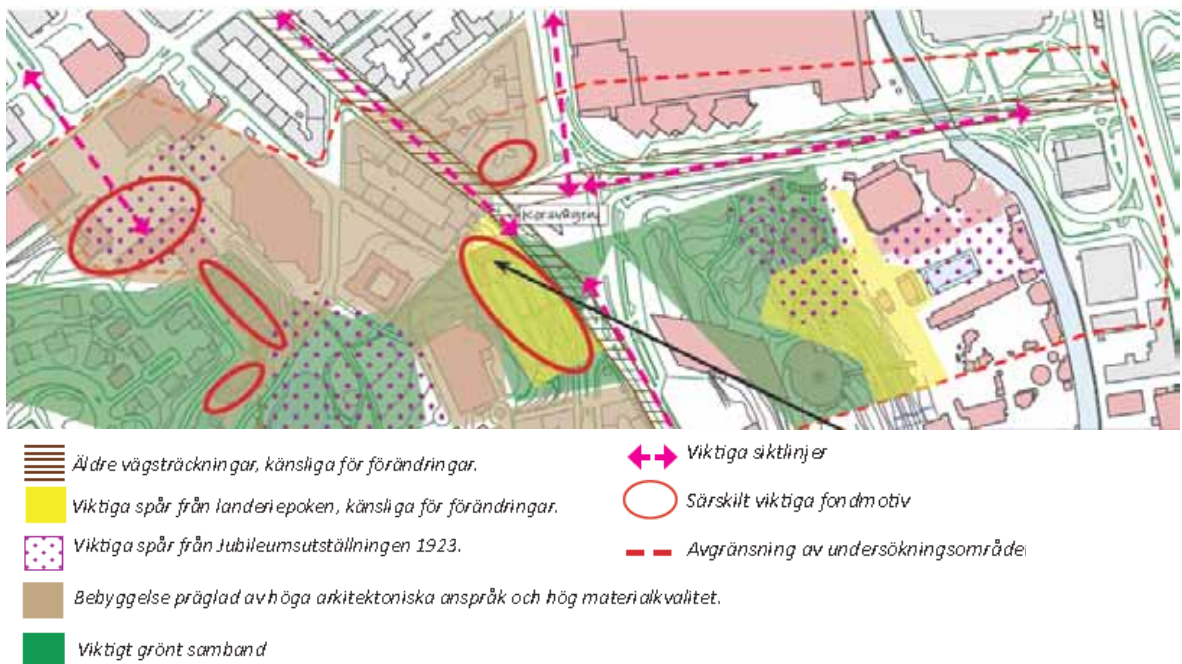 Korsvägen
Äldre vägsträckningar, känsliga för förändringar.
Viktiga spår från landeriepoken, känsliga för förändringar.
Viktiga spår från Jubileumsutställningen 1923.
Bebyggelse präglad av höga arkitektoniska anspråk och hög materialkvalitet.
Viktigt grönt samband
Viktiga siktlinjer
Särskilt viktiga fondmotiv
Avgränsning av undersökningsområde